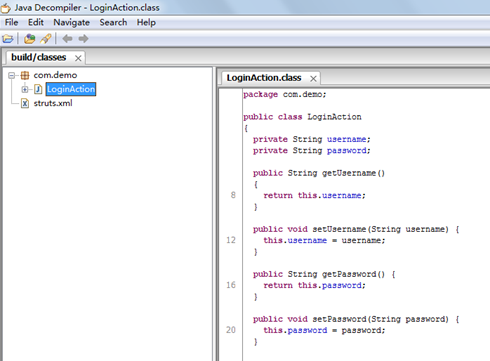 Java Decompiler - LoginAction.class
File Edit Navigate Search Help
build/classes
com.demo
LoginAction
struts.xml
LoginAction.class
package com.demo;
public class LoginAction
{
private String username;
private String password;
public String getUsername()
{
8 return this.username;
}
public void setUsername(String username) {
12 this.username = username;
}
public String getPassword() {
16 return this.password;
}
public void setPassword(String password) {
20 this.password = password;
}